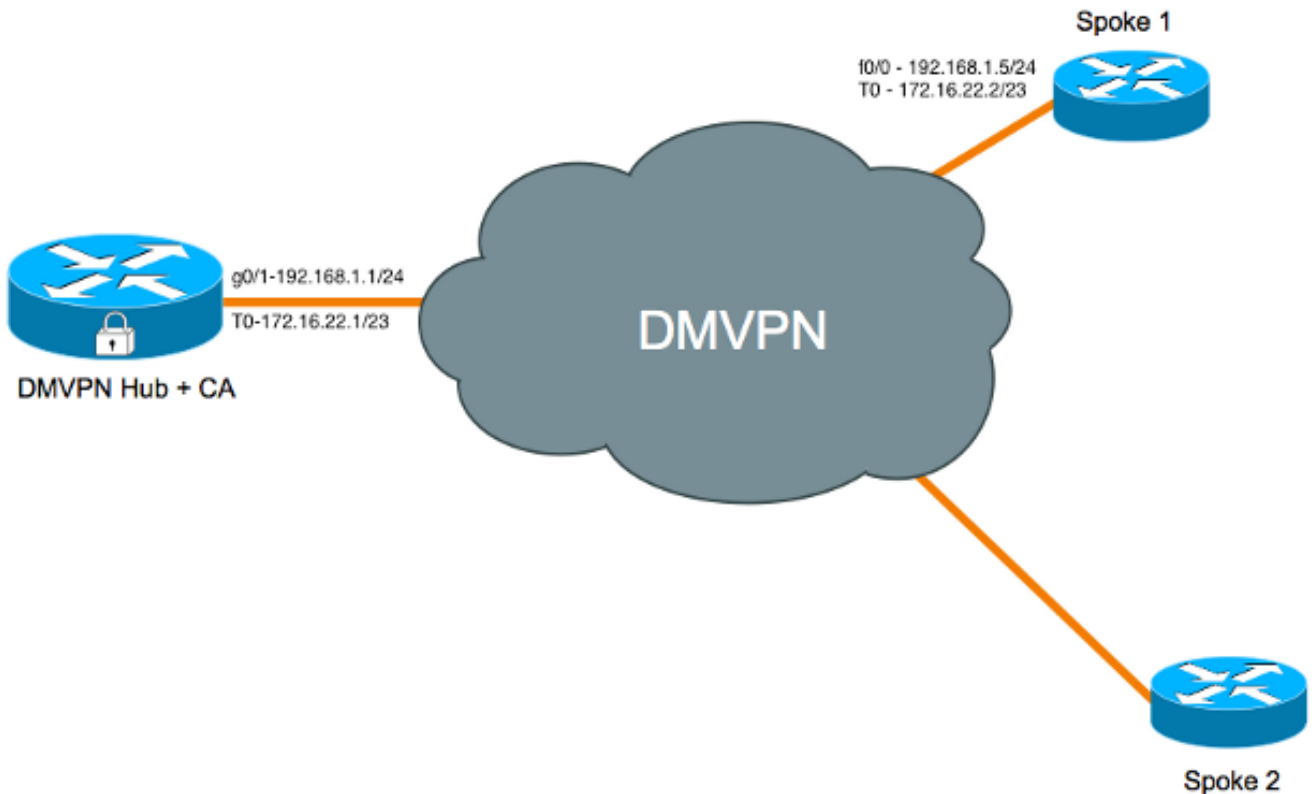 Spoke 1
f0/0 - 192.168.1.5/24
T0 - 172.16.22.2/23
g0/1-192.168.1.1/24
T0-172.16.22.1/23
DMVPN
DMVPN Hub + CA
Spoke 2